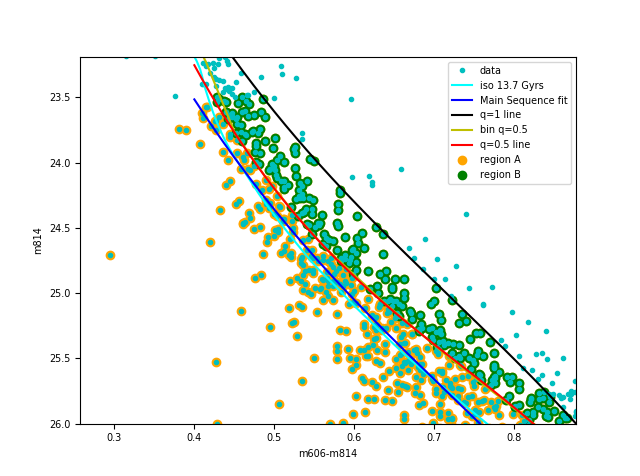 data
iso 13.7 Gyrs
Main Sequence fit
q=1 line
bin q=0.5
q=0.5 line
region A
region B
23.5
24.0
24.5
25.0
25.5
26.0
m814
0.3 0.4 0.5 0.6 0.7 0.8
m606-m814